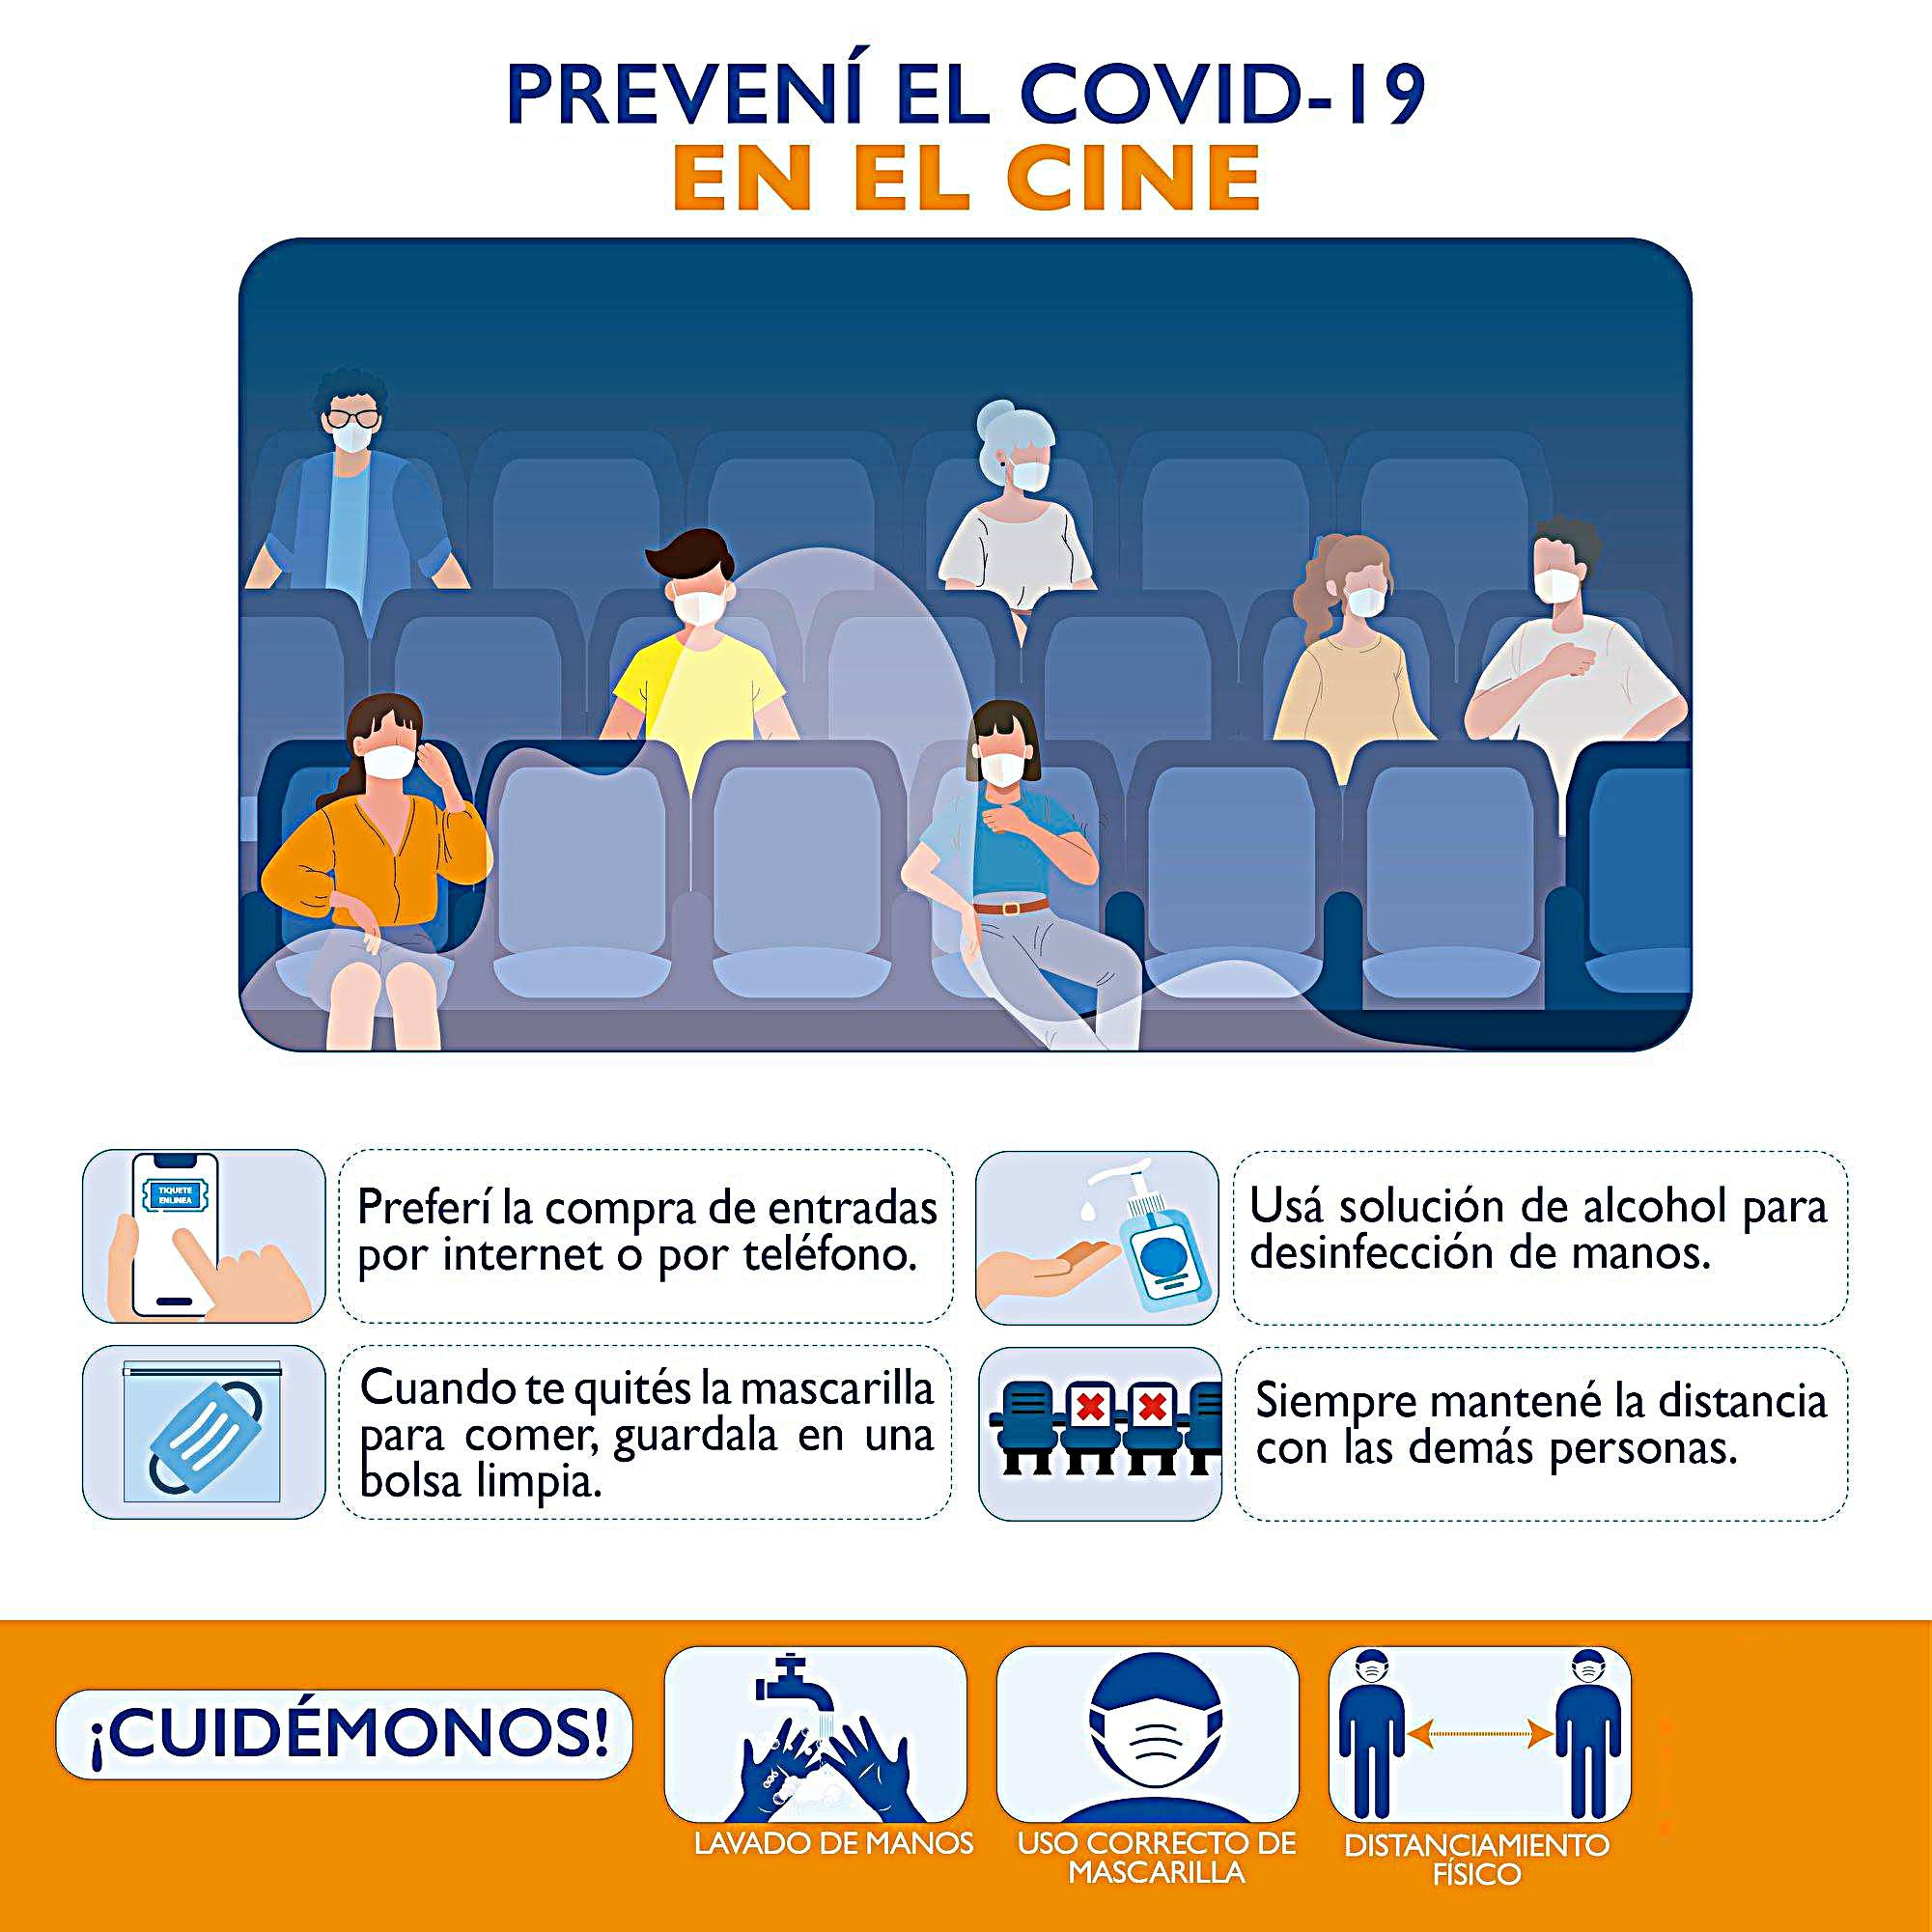 PREVENÍ EL COVID-19
EN EL CINE
TIQUETE
EN LINEA
Preferí la compra de entradas
por internet o por teléfono.
Usá solución de alcohol para
desinfección de manos.
Cuando te quités la mascarilla
para comer, guardala en una
bolsa limpia.
Siempre mantené la distancia
con las demás personas.
¡CUIDÉMONOS!
LAVADO DE MANOS
USO CORRECTO DE
MASCARILLA
DISTANCIAMIENTO
FÍSICO